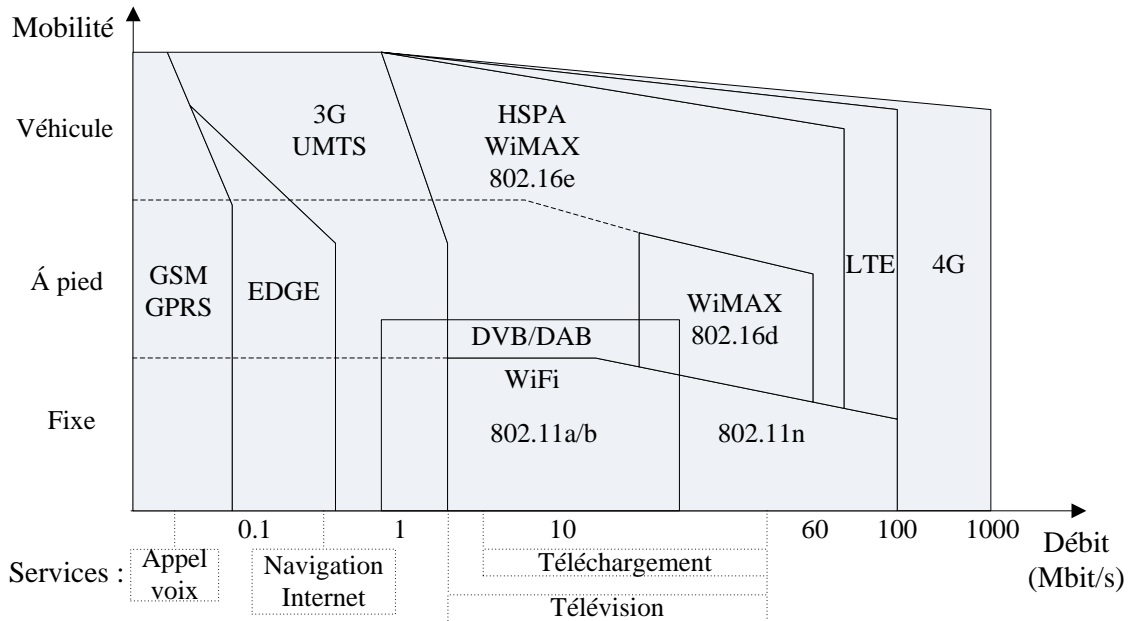 Mobilité
Véhicule
3G
UMTS
HSPA
WiMAX
802.16e
Á pied
GSM
GPRS
EDGE
LTE
4G
WiMAX
802.16d
DVB/DAB
WiFi
Fixe
802.11a/b
802.11n
0.1
1
10
60
100
1000
Débit
(Mbit/s)
Services :
Appel
voix
Navigation
Internet
Téléchargement
Télévision